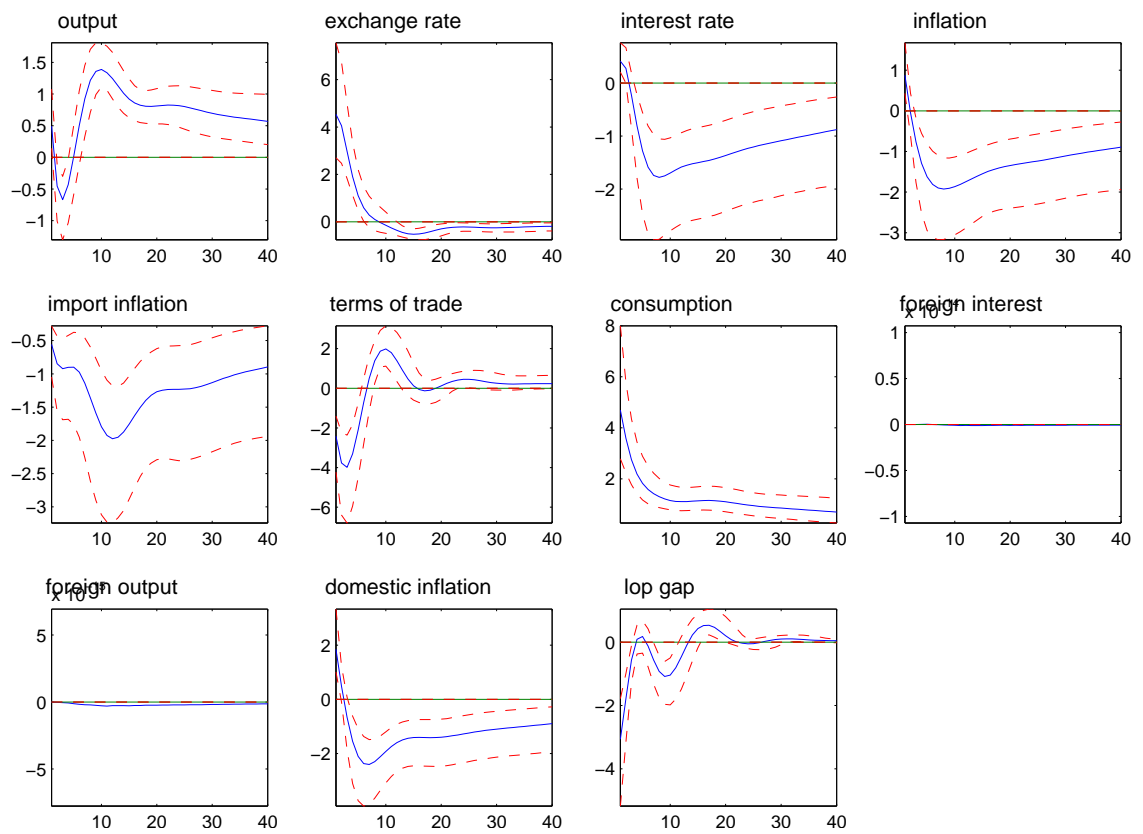 output
1.5
1
0.5
0
−0.5
−1
10 20 30 40
exchange rate
6
4
2
0
10 20 30 40
interest rate
0
−1
−2
10 20 30 40
inflation
1
0
−1
−2
−3
10 20 30 40
import inflation
−0.5
−1
−1.5
−2
−2.5
−3
10 20 30 40
terms of trade
2
0
−2
−4
−6
10 20 30 40
consumption
8
6
4
2
10 20 30 40
foreign interest
x 10−14
1
0.5
0
−0.5
−1
10 20 30 40
foreign output
x 10−15
5
0
−5
10 20 30 40
domestic inflation
2
0
−2
10 20 30 40
lop gap
0
−2
−4
10 20 30 40